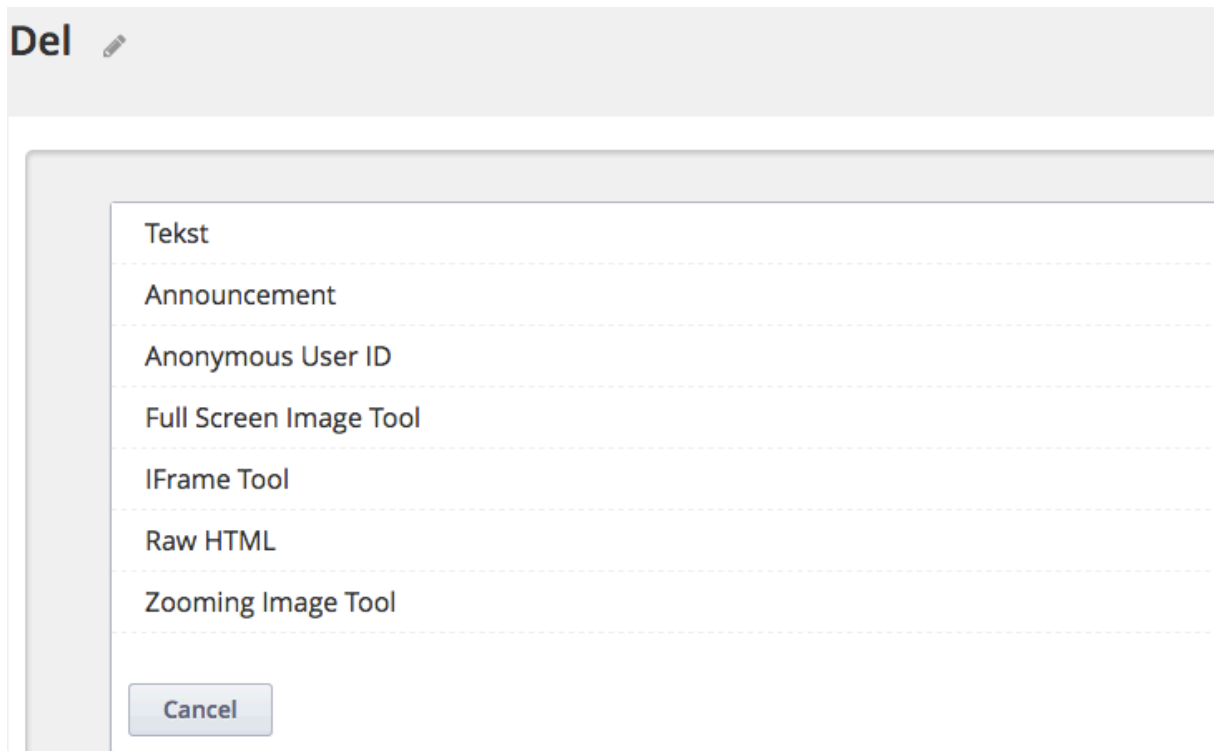 Del
Tekst
Announcement
Anonymous User ID
Full Screen Image Tool
IFrame Tool
Raw HTML
Zooming Image Tool
Cancel